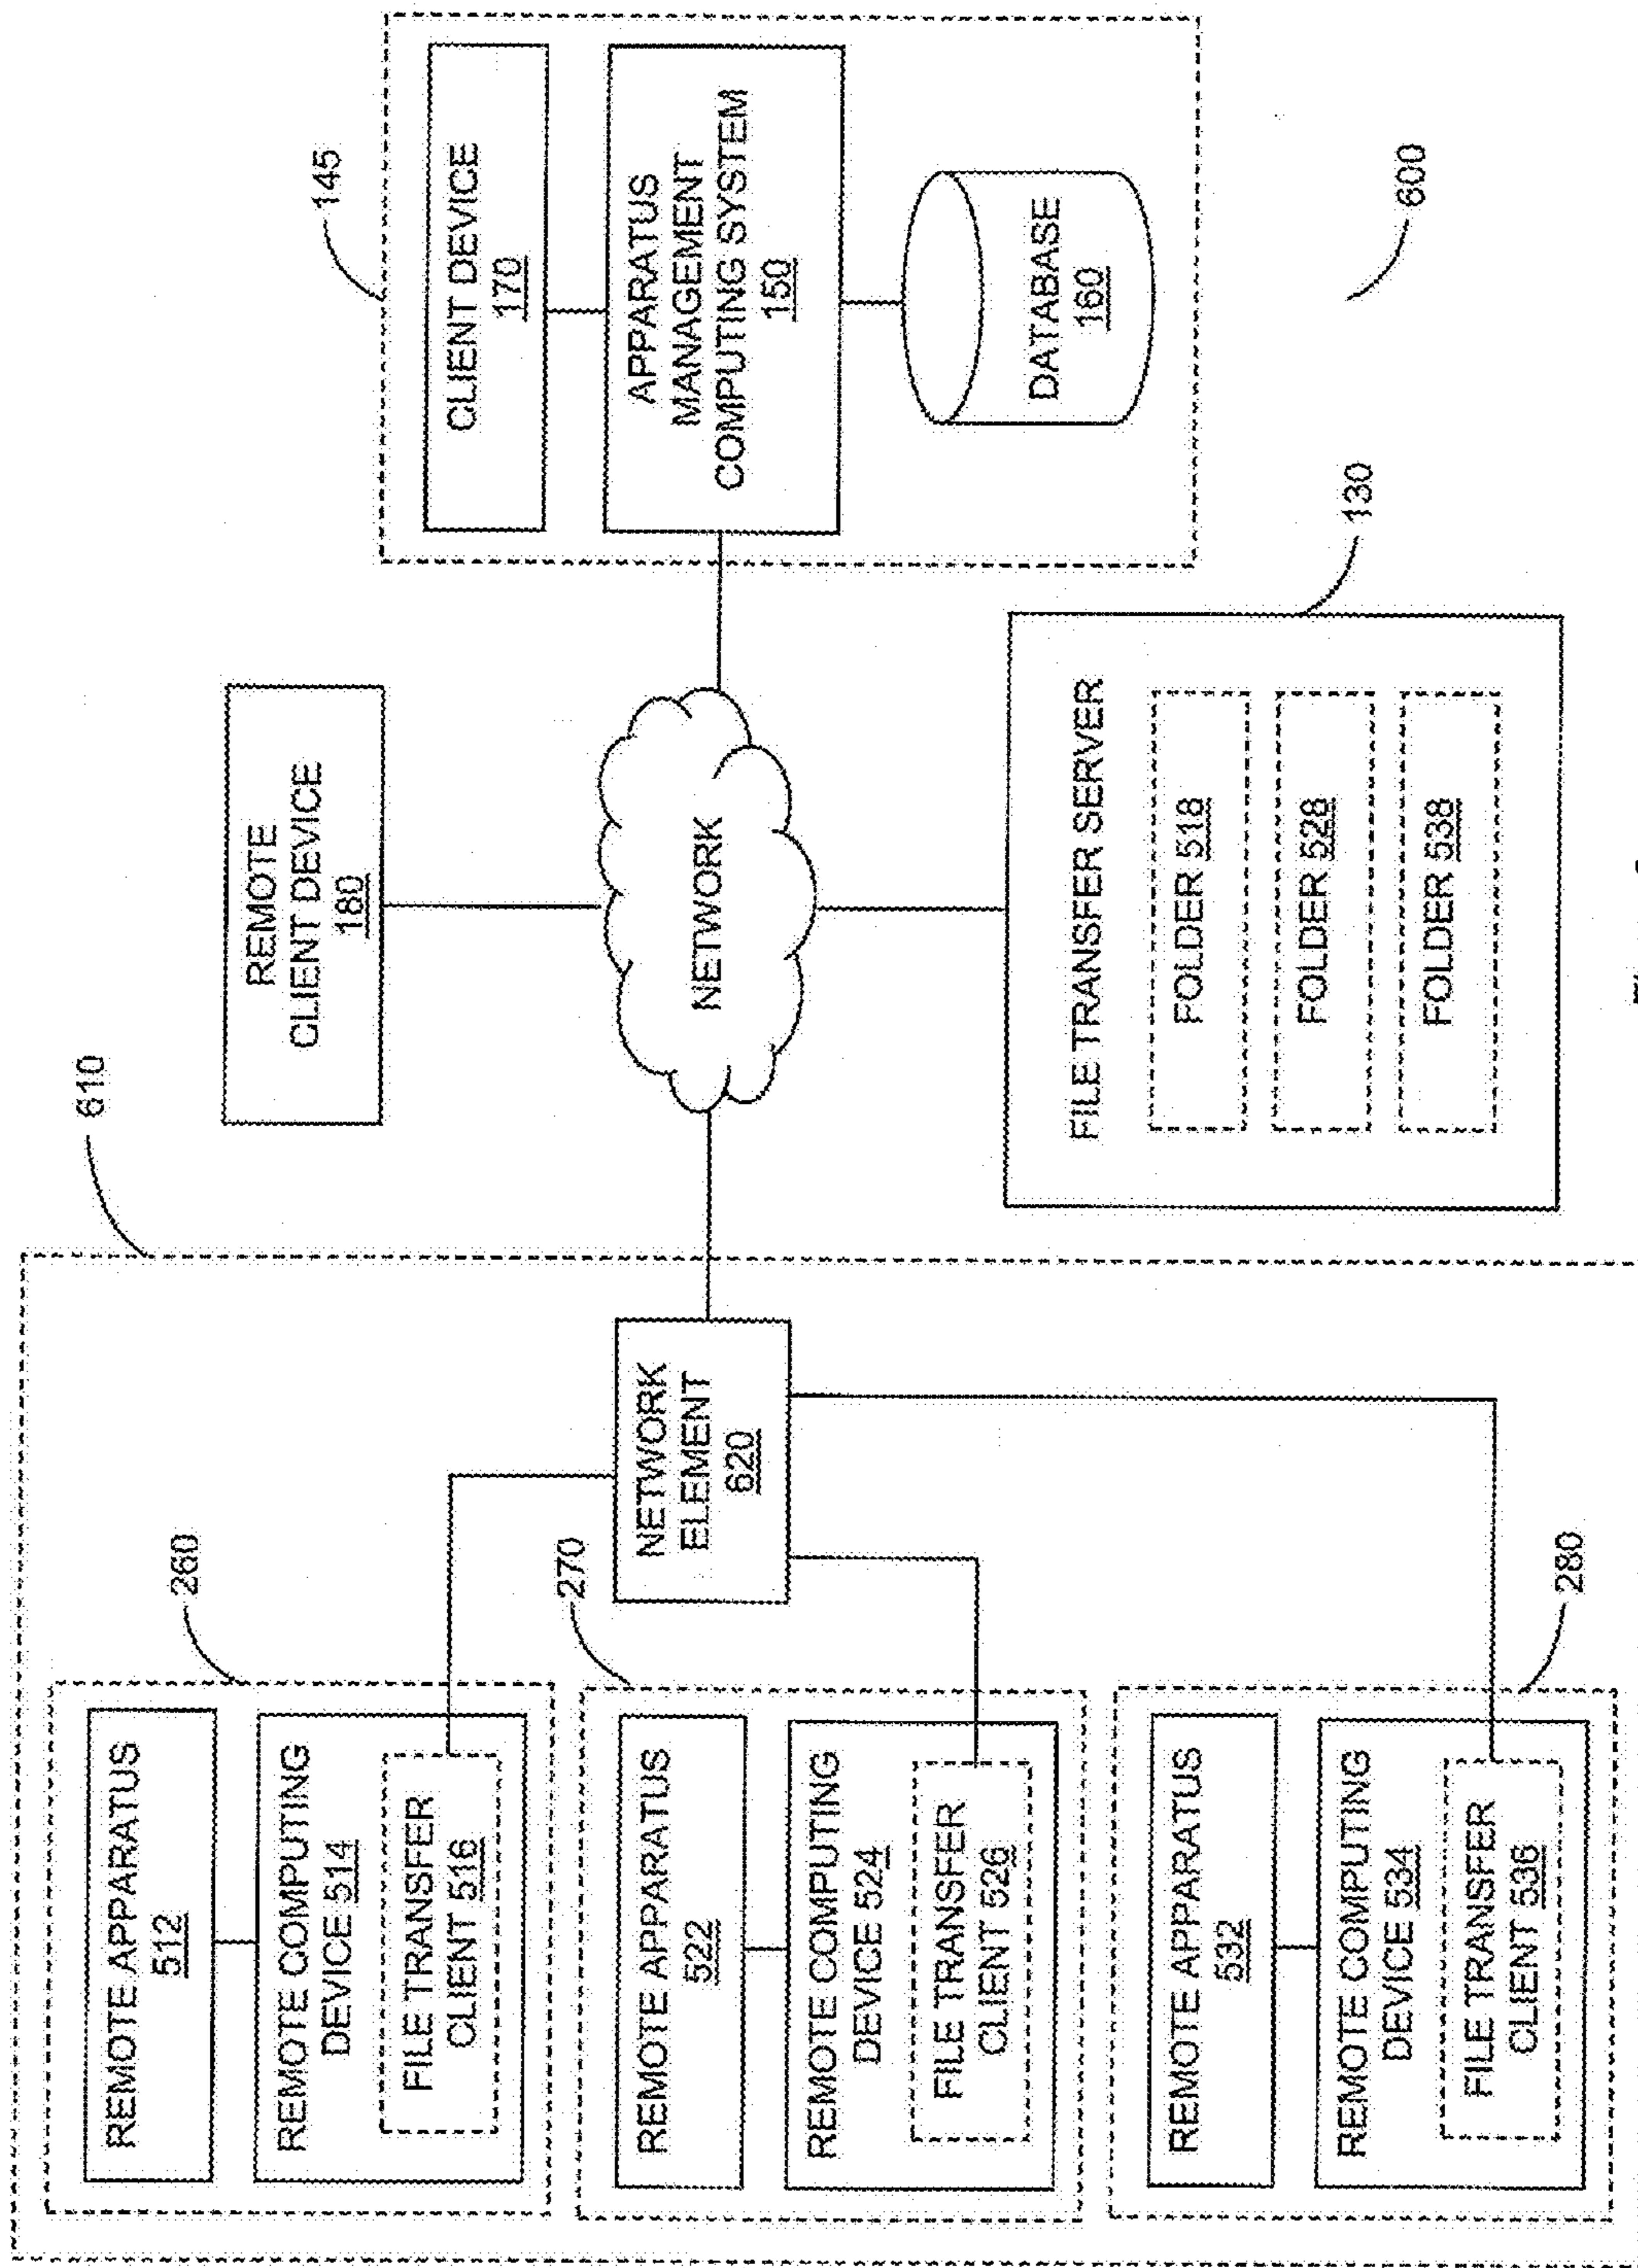 610
REMOTE APPARATUS
512
REMOTE COMPUTING
DEVICE 514
FILE TRANSFER
CLIENT 516
260
REMOTE APPARATUS
522
REMOTE COMPUTING
DEVICE 524
FILE TRANSFER
CLIENT 526
270
REMOTE APPARATUS
532
REMOTE COMPUTING
DEVICE 534
FILE TRANSFER
CLIENT 536
280
NETWORK
ELEMENT
620
REMOTE
CLIENT DEVICE
180
NETWORK
FILE TRANSFER SERVER
FOLDER 518
FOLDER 528
FOLDER 538
130
145
CLIENT DEVICE
170
APPARATUS
MANAGEMENT
COMPUTING SYSTEM
150
DATABASE
160
600